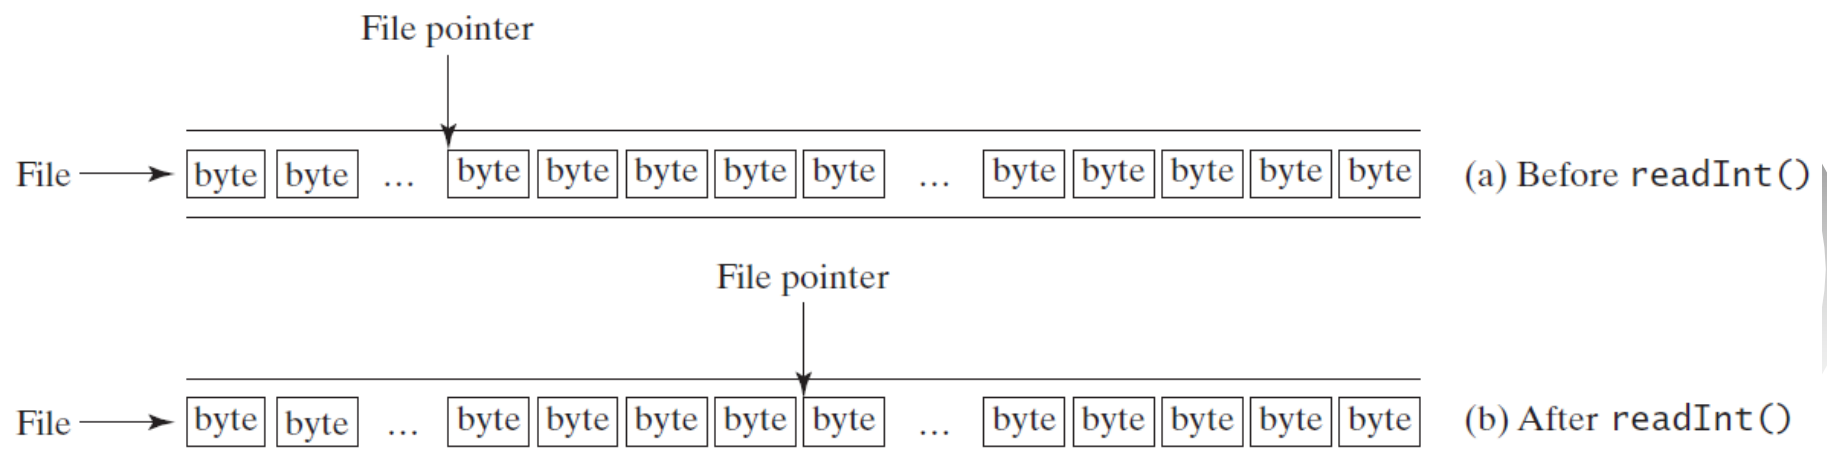 File pointer
File byte byte ... byte byte byte byte byte ... byte byte byte byte byte (a) Before readInt()
File pointer
File byte byte ... byte byte byte byte byte ... byte byte byte byte byte (b) After readInt()